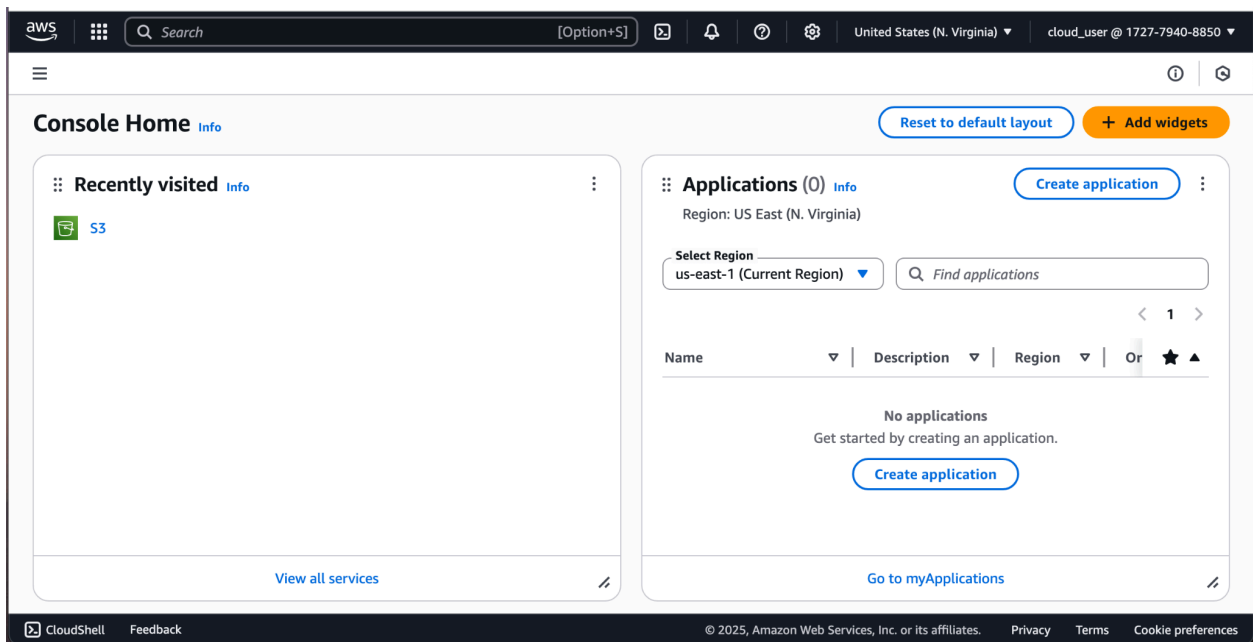 aws
Search [Option+S] United States (N. Virginia) cloud_user @ 1727-7940-8850
Console Home Info
Reset to default layout
+ Add widgets
Recently visited Info
S3
View all services
Applications (0) Info
Create application
Region: US East (N. Virginia)
Select Region
us-east-1 (Current Region)
Find applications
1
Name Description Region Or
No applications
Get started by creating an application.
Create application
Go to myApplications
CloudShell Feedback © 2025, Amazon Web Services, Inc. or its affiliates. Privacy Terms Cookie preferences